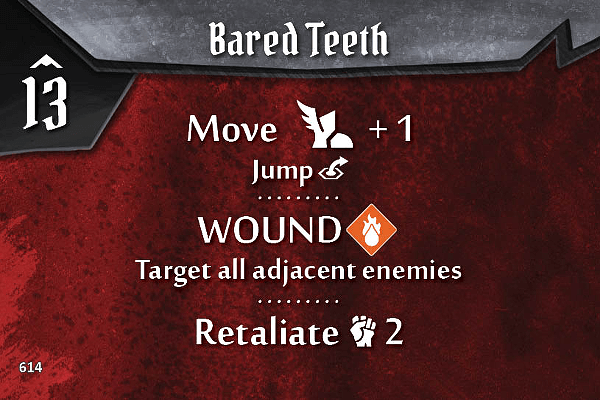 Bared Teeth
13
Move + 1
Jump
WOUND
Target all adjacent enemies
Retaliate 2
614